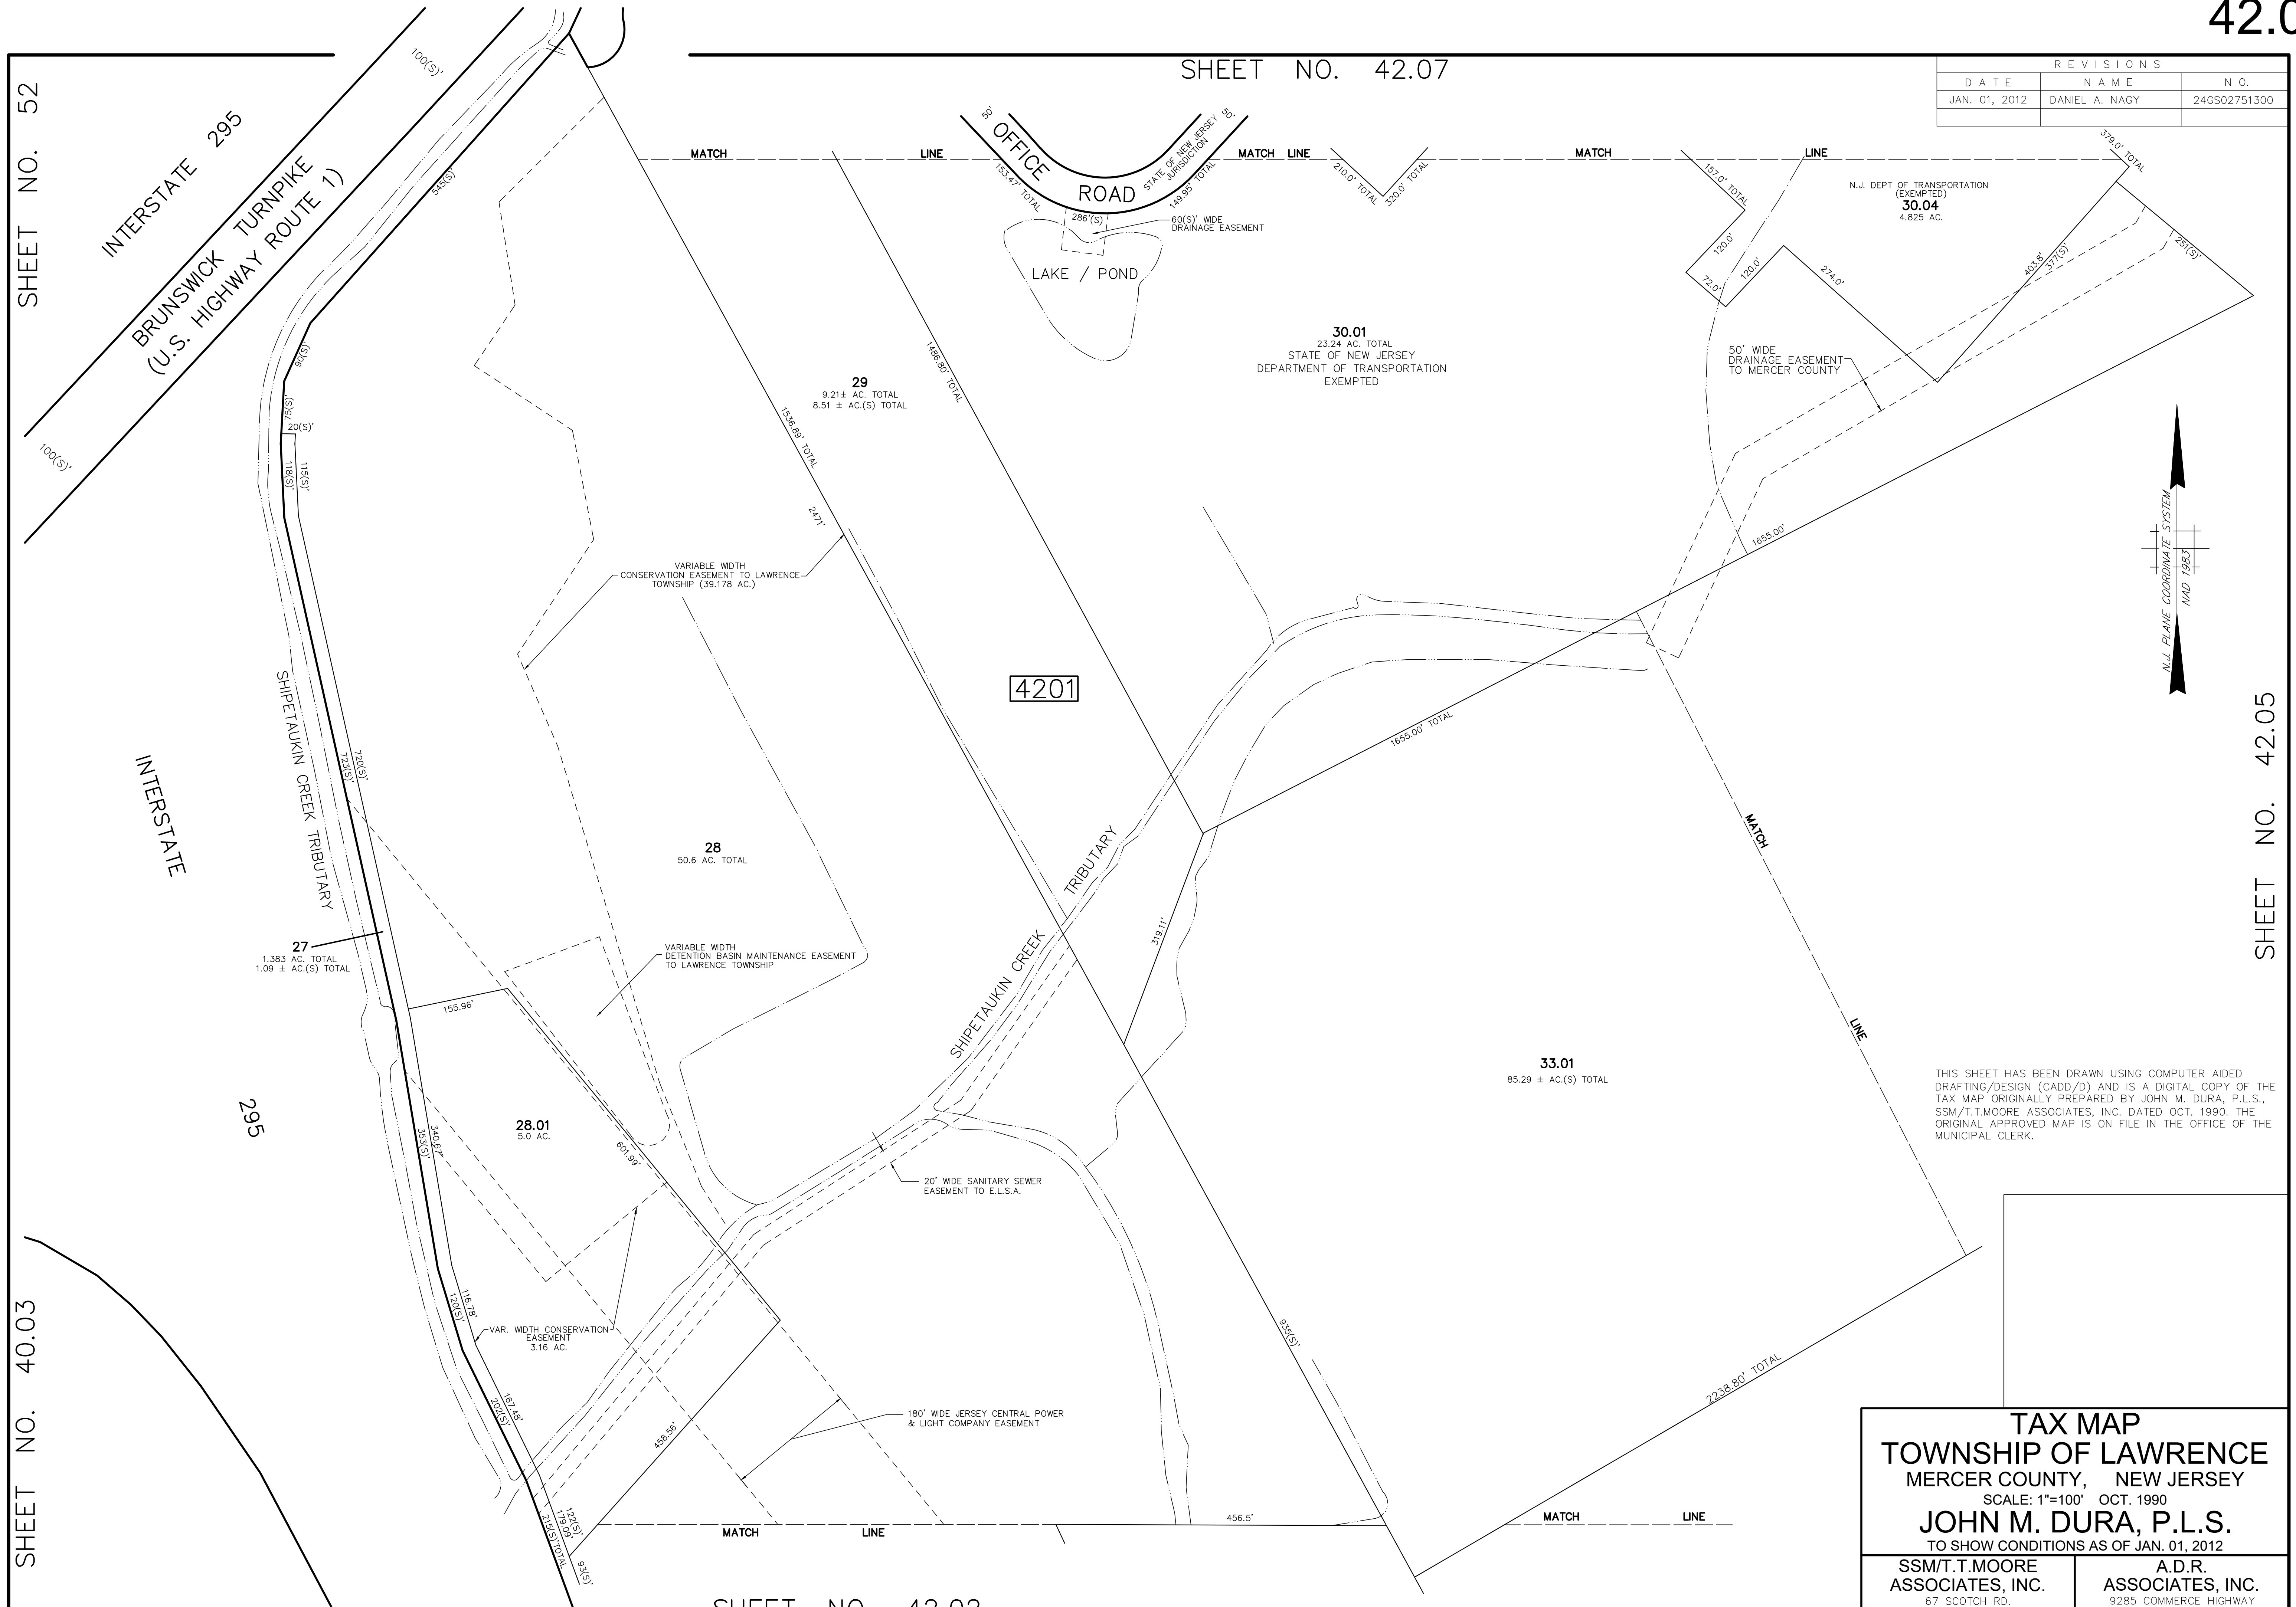 42.0
SHEET NO. 52
SHEET NO. 42.07
REVISIONS
DATE NAME NO.
JAN. 01, 2012 DANIEL A. NAGY 24GS02751300
100(S)'
INTERSTATE 295
BRUNSWICK TURNPIKE
(U.S. HIGHWAY ROUTE 1)
100(S)'
545(S)'
90(S)'
75(S)'
20(S)'
118(S)'
115(S)'
MATCH LINE
50'
OFFICE ROAD
STATE OF NEW JERSEY
JURISDICTION
50'
153.47' TOTAL
286'(S)
149.95' TOTAL
60(S)' WIDE
DRAINAGE EASEMENT
LAKE / POND
MATCH LINE
210.0' TOTAL
320.0' TOTAL
MATCH LINE
157.0' TOTAL
120.0'
72.0'
120.0'
274.0'
403.8'
377(S)'
379.0' TOTAL
251(S)'
N.J. DEPT OF TRANSPORTATION
(EXEMPTED)
30.04
4.825 AC.
30.01
23.24 AC. TOTAL
STATE OF NEW JERSEY
DEPARTMENT OF TRANSPORTATION
EXEMPTED
50' WIDE
DRAINAGE EASEMENT
TO MERCER COUNTY
29
9.21± AC. TOTAL
8.51 ± AC.(S) TOTAL
1486.80' TOTAL
1536.89' TOTAL
2471'
1655.00'
N.J. PLANE COORDINATE SYSTEM
NAD 1983
VARIABLE WIDTH
CONSERVATION EASEMENT TO LAWRENCE
TOWNSHIP (39.178 AC.)
4201
1655.00' TOTAL
SHEET NO. 42.05
SHIPETAUKIN CREEK TRIBUTARY
723(S)'
720(S)'
INTERSTATE
295
28
50.6 AC. TOTAL
SHIPETAUKIN CREEK TRIBUTARY
319.11'
MATCH LINE
27
1.383 AC. TOTAL
1.09 ± AC.(S) TOTAL
VARIABLE WIDTH
DETENTION BASIN MAINTENANCE EASEMENT
TO LAWRENCE TOWNSHIP
155.96'
33.01
85.29 ± AC.(S) TOTAL
THIS SHEET HAS BEEN DRAWN USING COMPUTER AIDED
DRAFTING/DESIGN (CADD/D) AND IS A DIGITAL COPY OF THE
TAX MAP ORIGINALLY PREPARED BY JOHN M. DURA, P.L.S.,
SSM/T.T.MOORE ASSOCIATES, INC. DATED OCT. 1990. THE
ORIGINAL APPROVED MAP IS ON FILE IN THE OFFICE OF THE
MUNICIPAL CLERK.
28.01
5.0 AC.
353(S)'
340.67'
601.99'
20' WIDE SANITARY SEWER
EASEMENT TO E.L.S.A.
SHEET NO. 40.03
120(S)'
116.78'
VAR. WIDTH CONSERVATION
EASEMENT
3.16 AC.
202(S)'
167.48'
458.56'
180' WIDE JERSEY CENTRAL POWER
& LIGHT COMPANY EASEMENT
935(S)'
2238.80' TOTAL
122(S)'
179.09'
215(S)' TOTAL
93(S)'
MATCH LINE
456.5'
MATCH LINE
SHEET NO. 42.02
TAX MAP
TOWNSHIP OF LAWRENCE
MERCER COUNTY, NEW JERSEY
SCALE: 1"=100' OCT. 1990
JOHN M. DURA, P.L.S.
TO SHOW CONDITIONS AS OF JAN. 01, 2012
SSM/T.T.MOORE
ASSOCIATES, INC.
67 SCOTCH RD.
A.D.R.
ASSOCIATES, INC.
9285 COMMERCE HIGHWAY